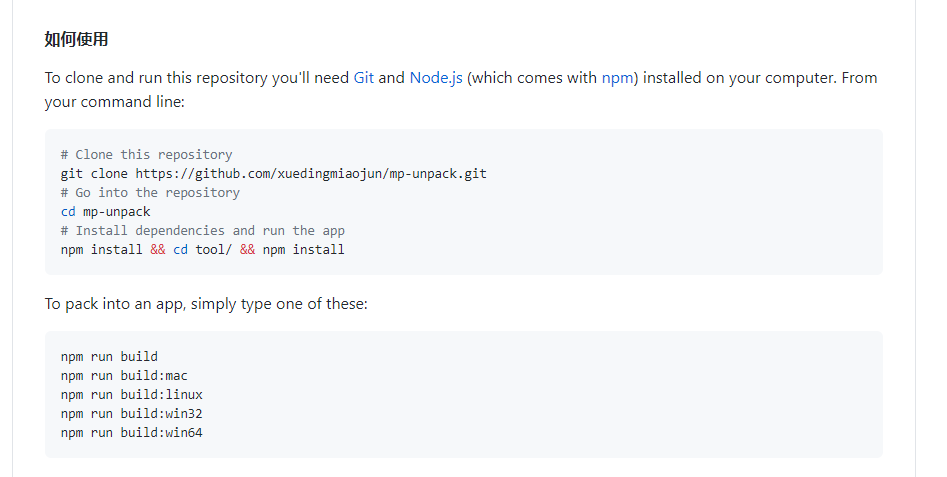 如何使用
To clone and run this repository you'll need Git and Node.js (which comes with npm) installed on your computer. From
your command line:
# Clone this repository
git clone https://github.com/xuedingmiaojun/mp-unpack.git
# Go into the repository
cd mp-unpack
# Install dependencies and run the app
npm install && cd tool/ && npm install
To pack into an app, simply type one of these:
npm run build
npm run build:mac
npm run build:linux
npm run build:win32
npm run build:win64